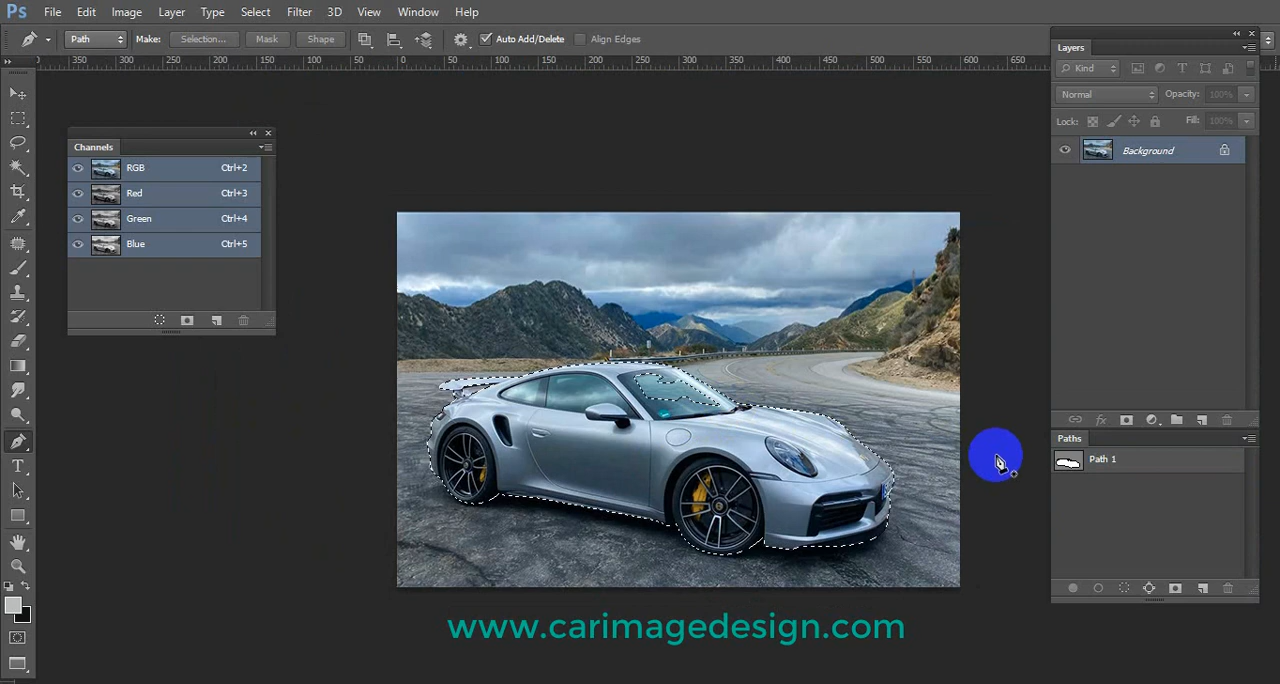 Ps File Edit Image Layer Type Select Filter 3D View Window Help
Path Make: Selection... Mask Shape Auto Add/Delete Align Edges
350 300 250 200 150 100 50 0 50 100 150 200 250 300 350 400 450 500 550 600 650
Layers
Kind
Normal Opacity: 100%
Lock: Fill: 100%
Background
Channels
RGB Ctrl+2
Red Ctrl+3
Green Ctrl+4
Blue Ctrl+5
Paths
Path 1
www.carimagedesign.com